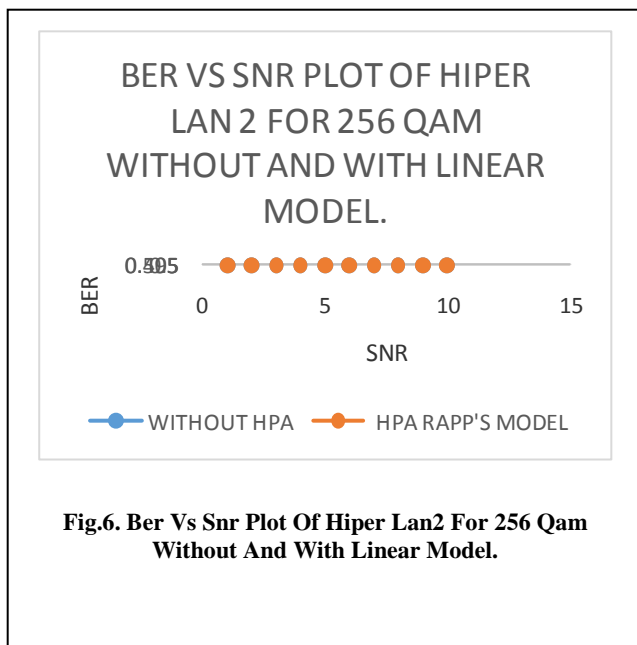 BER VS SNR PLOT OF HIPER
LAN 2 FOR 256 QAM
WITHOUT AND WITH LINEAR
MODEL.
BER
0 5 10 15
SNR
WITHOUT HPA HPA RAPP'S MODEL
Fig.6. Ber Vs Snr Plot Of Hiper Lan2 For 256 Qam
Without And With Linear Model.